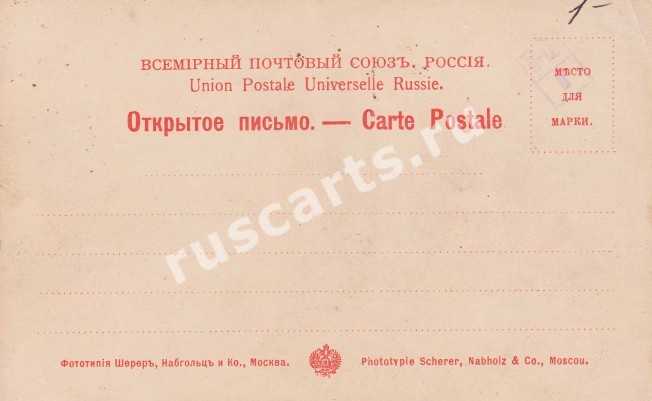 1-
ВСЕМІРНЫЙ ПОЧТОВЫЙ СОЮЗЪ. РОССІЯ.
Union Postale Universelle Russie.
Открытое письмо. — Carte Postale
МѢСТО
ДЛЯ
МАРКИ.
ruscarts.ru
Фототипія Шереръ, Набгольцъ и Ко., Москва.
Phototypie Scherer, Nabholz & Co., Moscou.